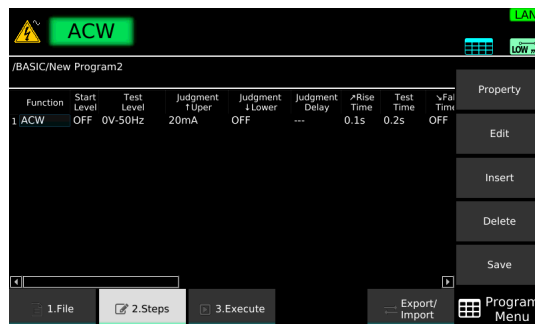 LAN
ACW
LOW
/BASIC/New Program2
Function Start Level Test Level Judgment ↑Uper Judgment ↓Lower Judgment Delay ↗Rise Time Test Time ↘Fal Time
1 ACW OFF 0V-50Hz 20mA OFF --- 0.1s 0.2s OFF
Property
Edit
Insert
Delete
Save
1.File
2.Steps
3.Execute
Export/
Import
Program
Menu